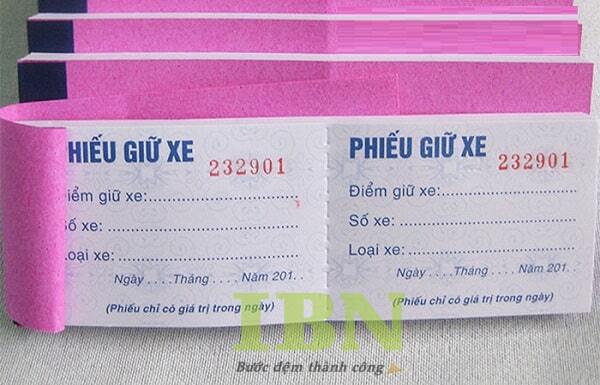 HIẾU GIỮ XE
232901
iểm giữ xe:..............................
Số xe:....................................
Loại xe:.................................
Ngày ....Tháng .... Năm 201..
(Phiếu chỉ có giá trị trong ngày)
PHIẾU GIỮ XE
232901
Điểm giữ xe:..............................
Số xe:....................................
Loại xe:.................................
Ngày ....Tháng .... Năm 201..
(Phiếu chỉ có giá trị trong ngày)
IBN
Bước đệm thành công